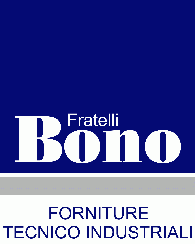 Fratelli
Bono
FORNITURE
TECNICO INDUSTRIALI